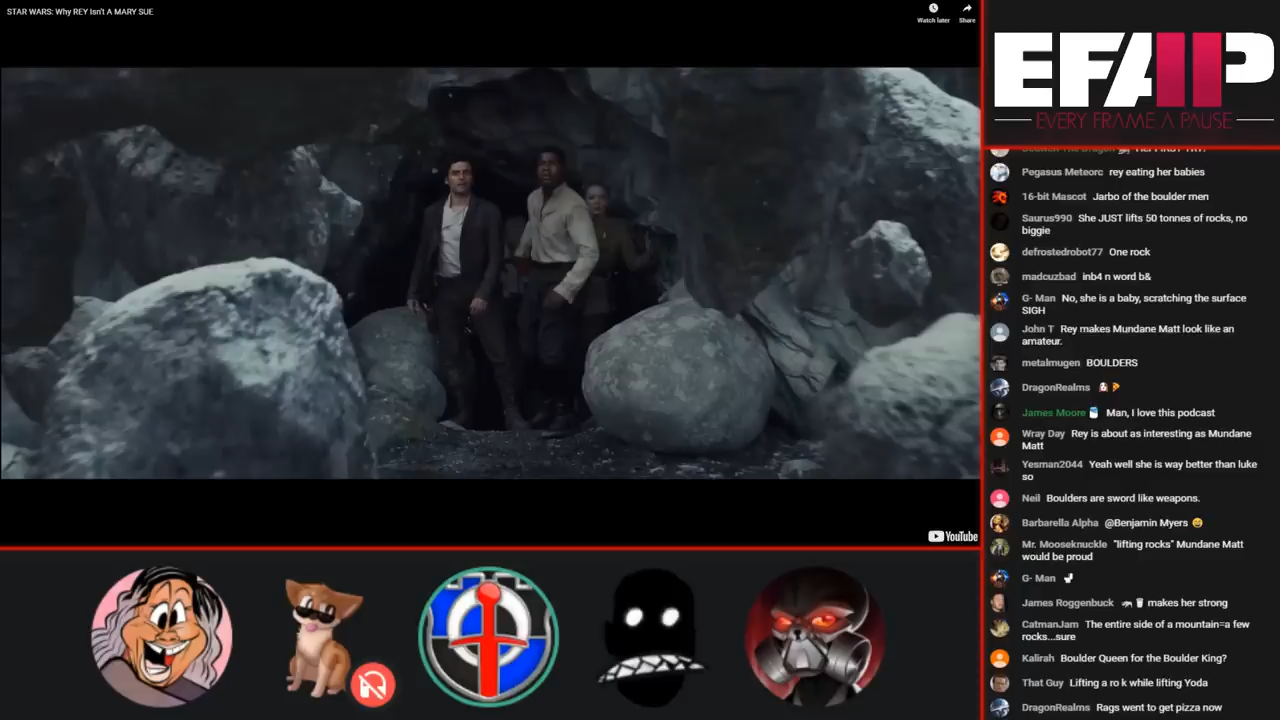 STAR WARS: Why REY Isn't A MARY SUE
Watch later
Share
EFAP
EVERY FRAME A PAUSE
Pegasus Meteorc rey eating her babies
16-bit Mascot Jarbo of the boulder men
Saurus990 She JUST lifts 50 tonnes of rocks, no
biggie
defrostedrobot77 One rock
madcuzbad inb4 n word b&
G- Man No, she is a baby, scratching the surface
SIGH
John T Rey makes Mundane Matt look like an
amateur.
metalmugen BOULDERS
DragonRealms
James Moore Man, I love this podcast
Wray Day Rey is about as interesting as Mundane
Matt
Yesman2044 Yeah well she is way better than luke
so
Neil Boulders are sword like weapons.
Barbarella Alpha @Benjamin Myers
Mr. Mooseknuckle "lifting rocks" Mundane Matt
would be proud
G- Man
James Roggenbuck makes her strong
CatmanJam The entire side of a mountain=a few
rocks...sure
Kalirah Boulder Queen for the Boulder King?
That Guy Lifting a ro k while lifting Yoda
DragonRealms Rags went to get pizza now
YouTube